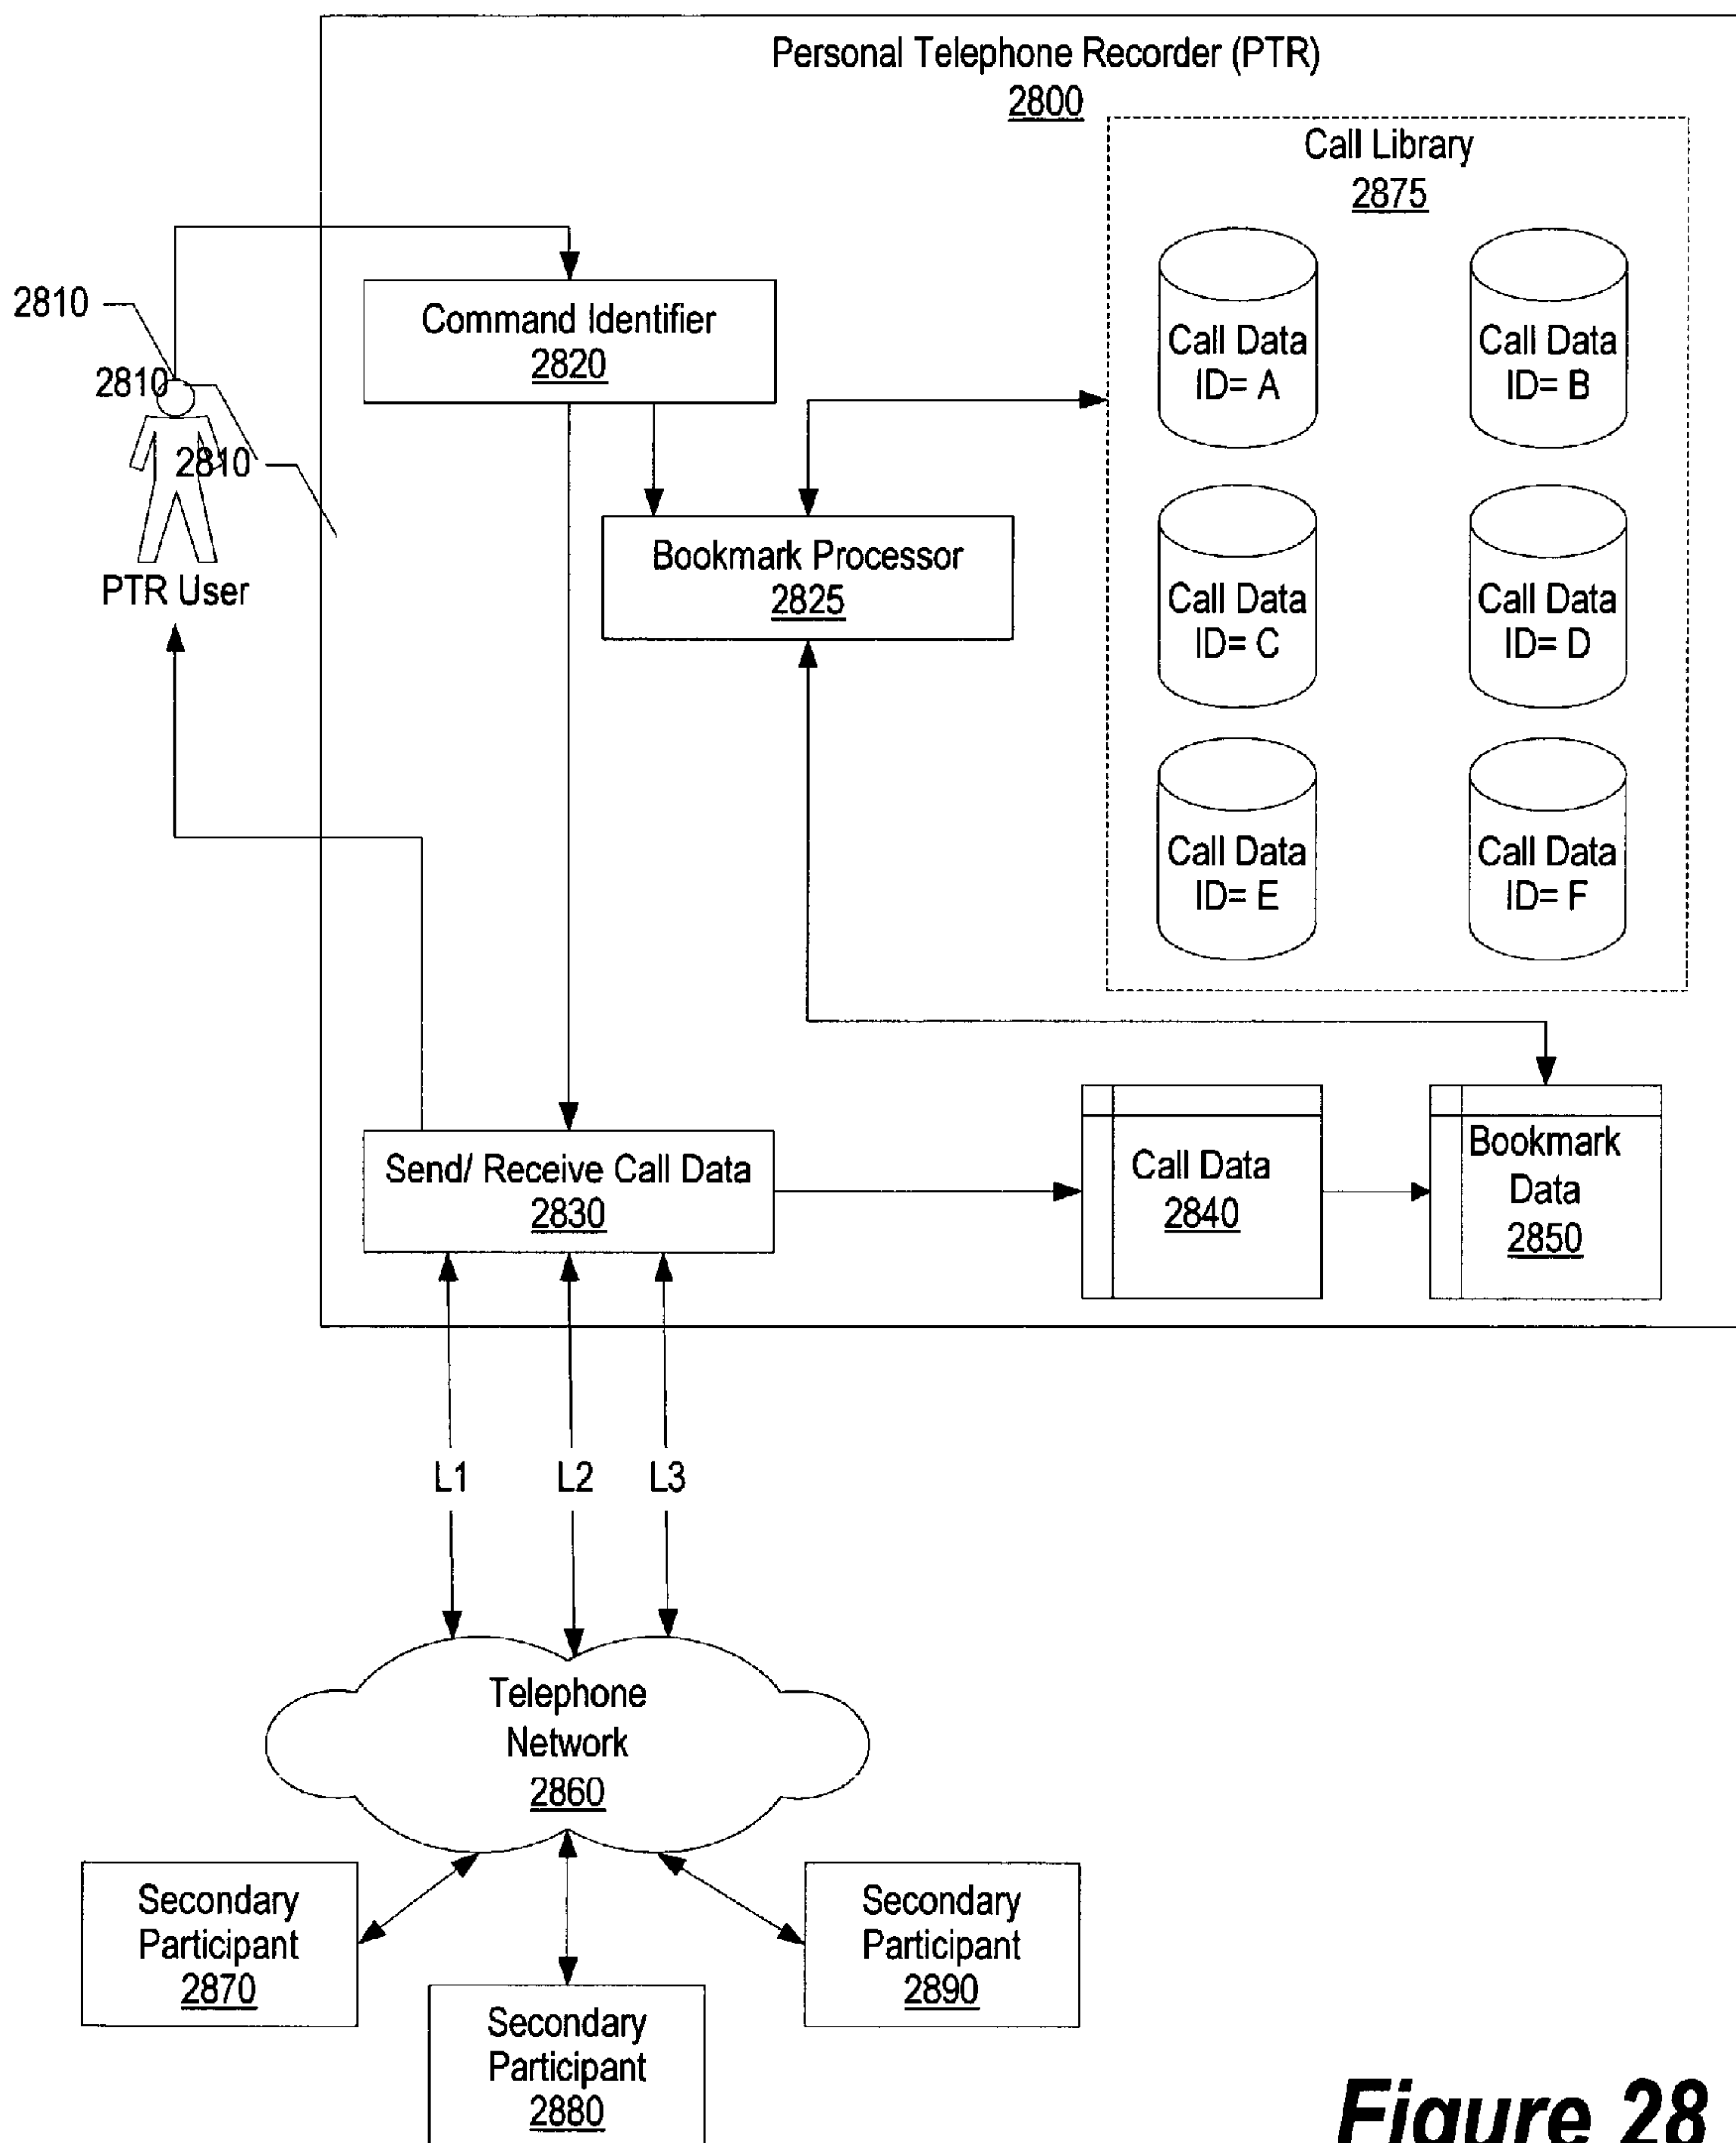 Personal Telephone Recorder (PTR)
2800
Call Library
2875
Call Data
ID= A
Call Data
ID= B
Command Identifier
2820
2810
2810
2810
PTR User
Bookmark Processor
2825
Call Data
ID= C
Call Data
ID= D
Call Data
ID= E
Call Data
ID= F
Send/ Receive Call Data
2830
Call Data
2840
Bookmark
Data
2850
L1
L2
L3
Telephone
Network
2860
Secondary
Participant
2870
Secondary
Participant
2880
Secondary
Participant
2890
Figure 28